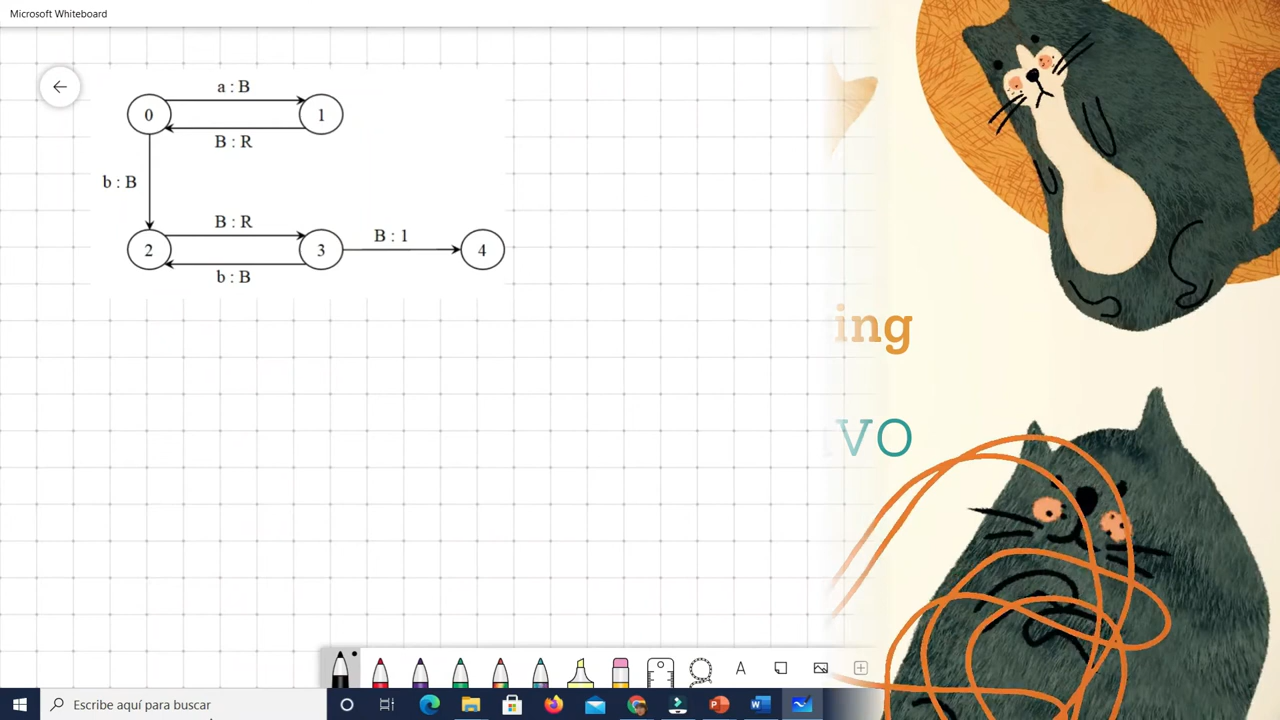 Microsoft Whiteboard
a : B
0
1
B : R
b : B
B : R
B : 1
2
3
4
b : B
ing
VO
A
Escribe aquí para buscar